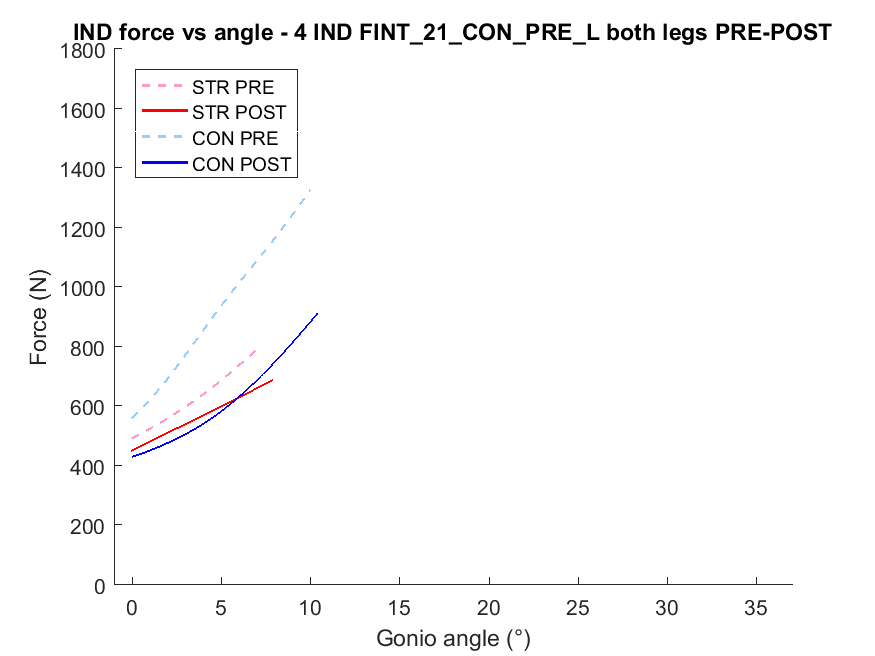 IND force vs angle - 4 IND FINT_21_CON_PRE_L both legs PRE-POST
1800
1600
1400
1200
1000
800
600
400
200
0
Force (N)
STR PRE
STR POST
CON PRE
CON POST
0 5 10 15 20 25 30 35
Gonio angle (°)